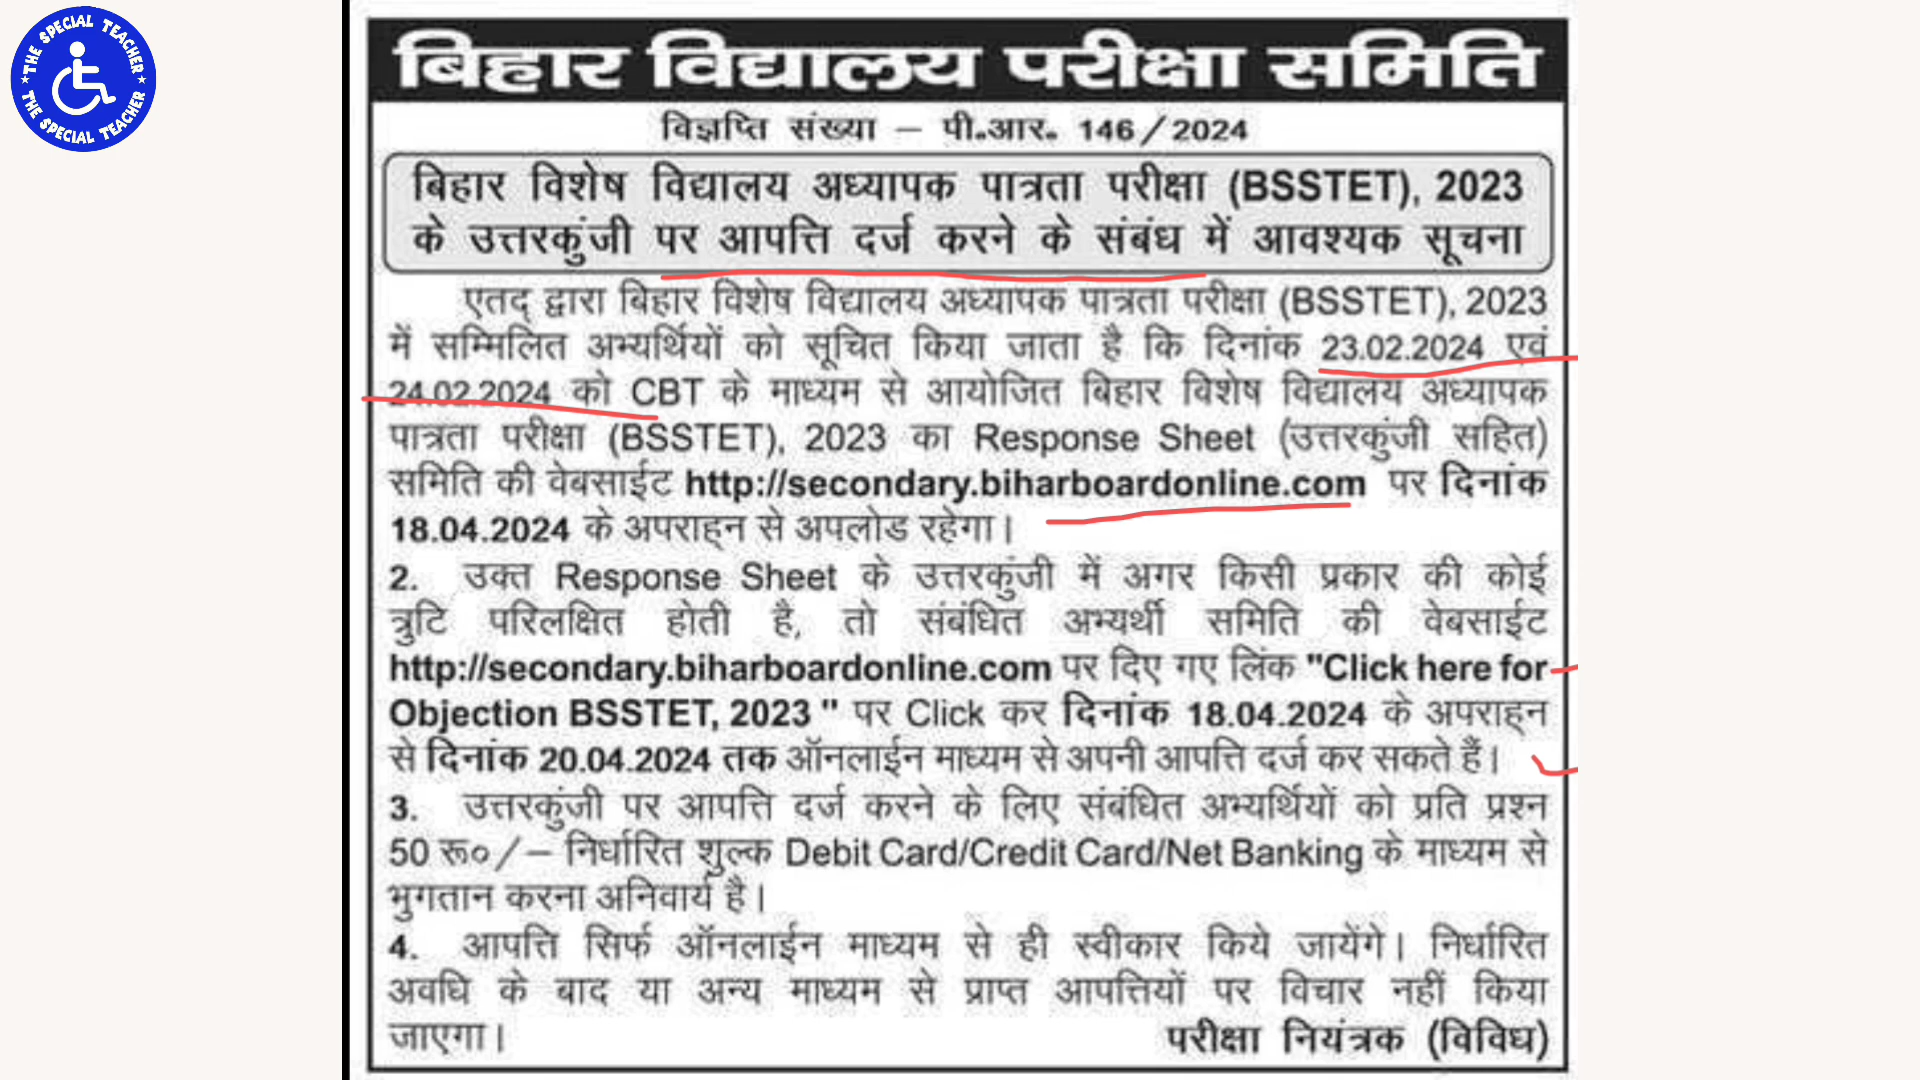 THE SPECIAL TEACHER
THE SPECIAL TEACHER
बिहार विद्यालय परीक्षा समिति
विज्ञप्ति संख्या – पी.आर. 146/2024
बिहार विशेष विद्यालय अध्यापक पात्रता परीक्षा (BSSTET), 2023
के उत्तरकुंजी पर आपत्ति दर्ज करने के संबंध में आवश्यक सूचना
एतद् द्वारा बिहार विशेष विद्यालय अध्यापक पात्रता परीक्षा (BSSTET), 2023
में सम्मिलित अभ्यर्थियों को सूचित किया जाता है कि दिनांक 23.02.2024 एवं
24.02.2024 को CBT के माध्यम से आयोजित बिहार विशेष विद्यालय अध्यापक
पात्रता परीक्षा (BSSTET), 2023 का Response Sheet (उत्तरकुंजी सहित)
समिति की वेबसाईट http://secondary.biharboardonline.com पर दिनांक
18.04.2024 के अपराह्न से अपलोड रहेगा।
2. उक्त Response Sheet के उत्तरकुंजी में अगर किसी प्रकार की कोई
त्रुटि परिलक्षित होती है, तो संबंधित अभ्यर्थी समिति की वेबसाईट
http://secondary.biharboardonline.com पर दिए गए लिंक "Click here for
Objection BSSTET, 2023 " पर Click कर दिनांक 18.04.2024 के अपराह्न
से दिनांक 20.04.2024 तक ऑनलाईन माध्यम से अपनी आपत्ति दर्ज कर सकते हैं।
3. उत्तरकुंजी पर आपत्ति दर्ज करने के लिए संबंधित अभ्यर्थियों को प्रति प्रश्न
50 रू०/– निर्धारित शुल्क Debit Card/Credit Card/Net Banking के माध्यम से
भुगतान करना अनिवार्य है।
4. आपत्ति सिर्फ ऑनलाईन माध्यम से ही स्वीकार किये जायेंगे। निर्धारित
अवधि के बाद या अन्य माध्यम से प्राप्त आपत्तियों पर विचार नहीं किया
जाएगा।
परीक्षा नियंत्रक (विविध)